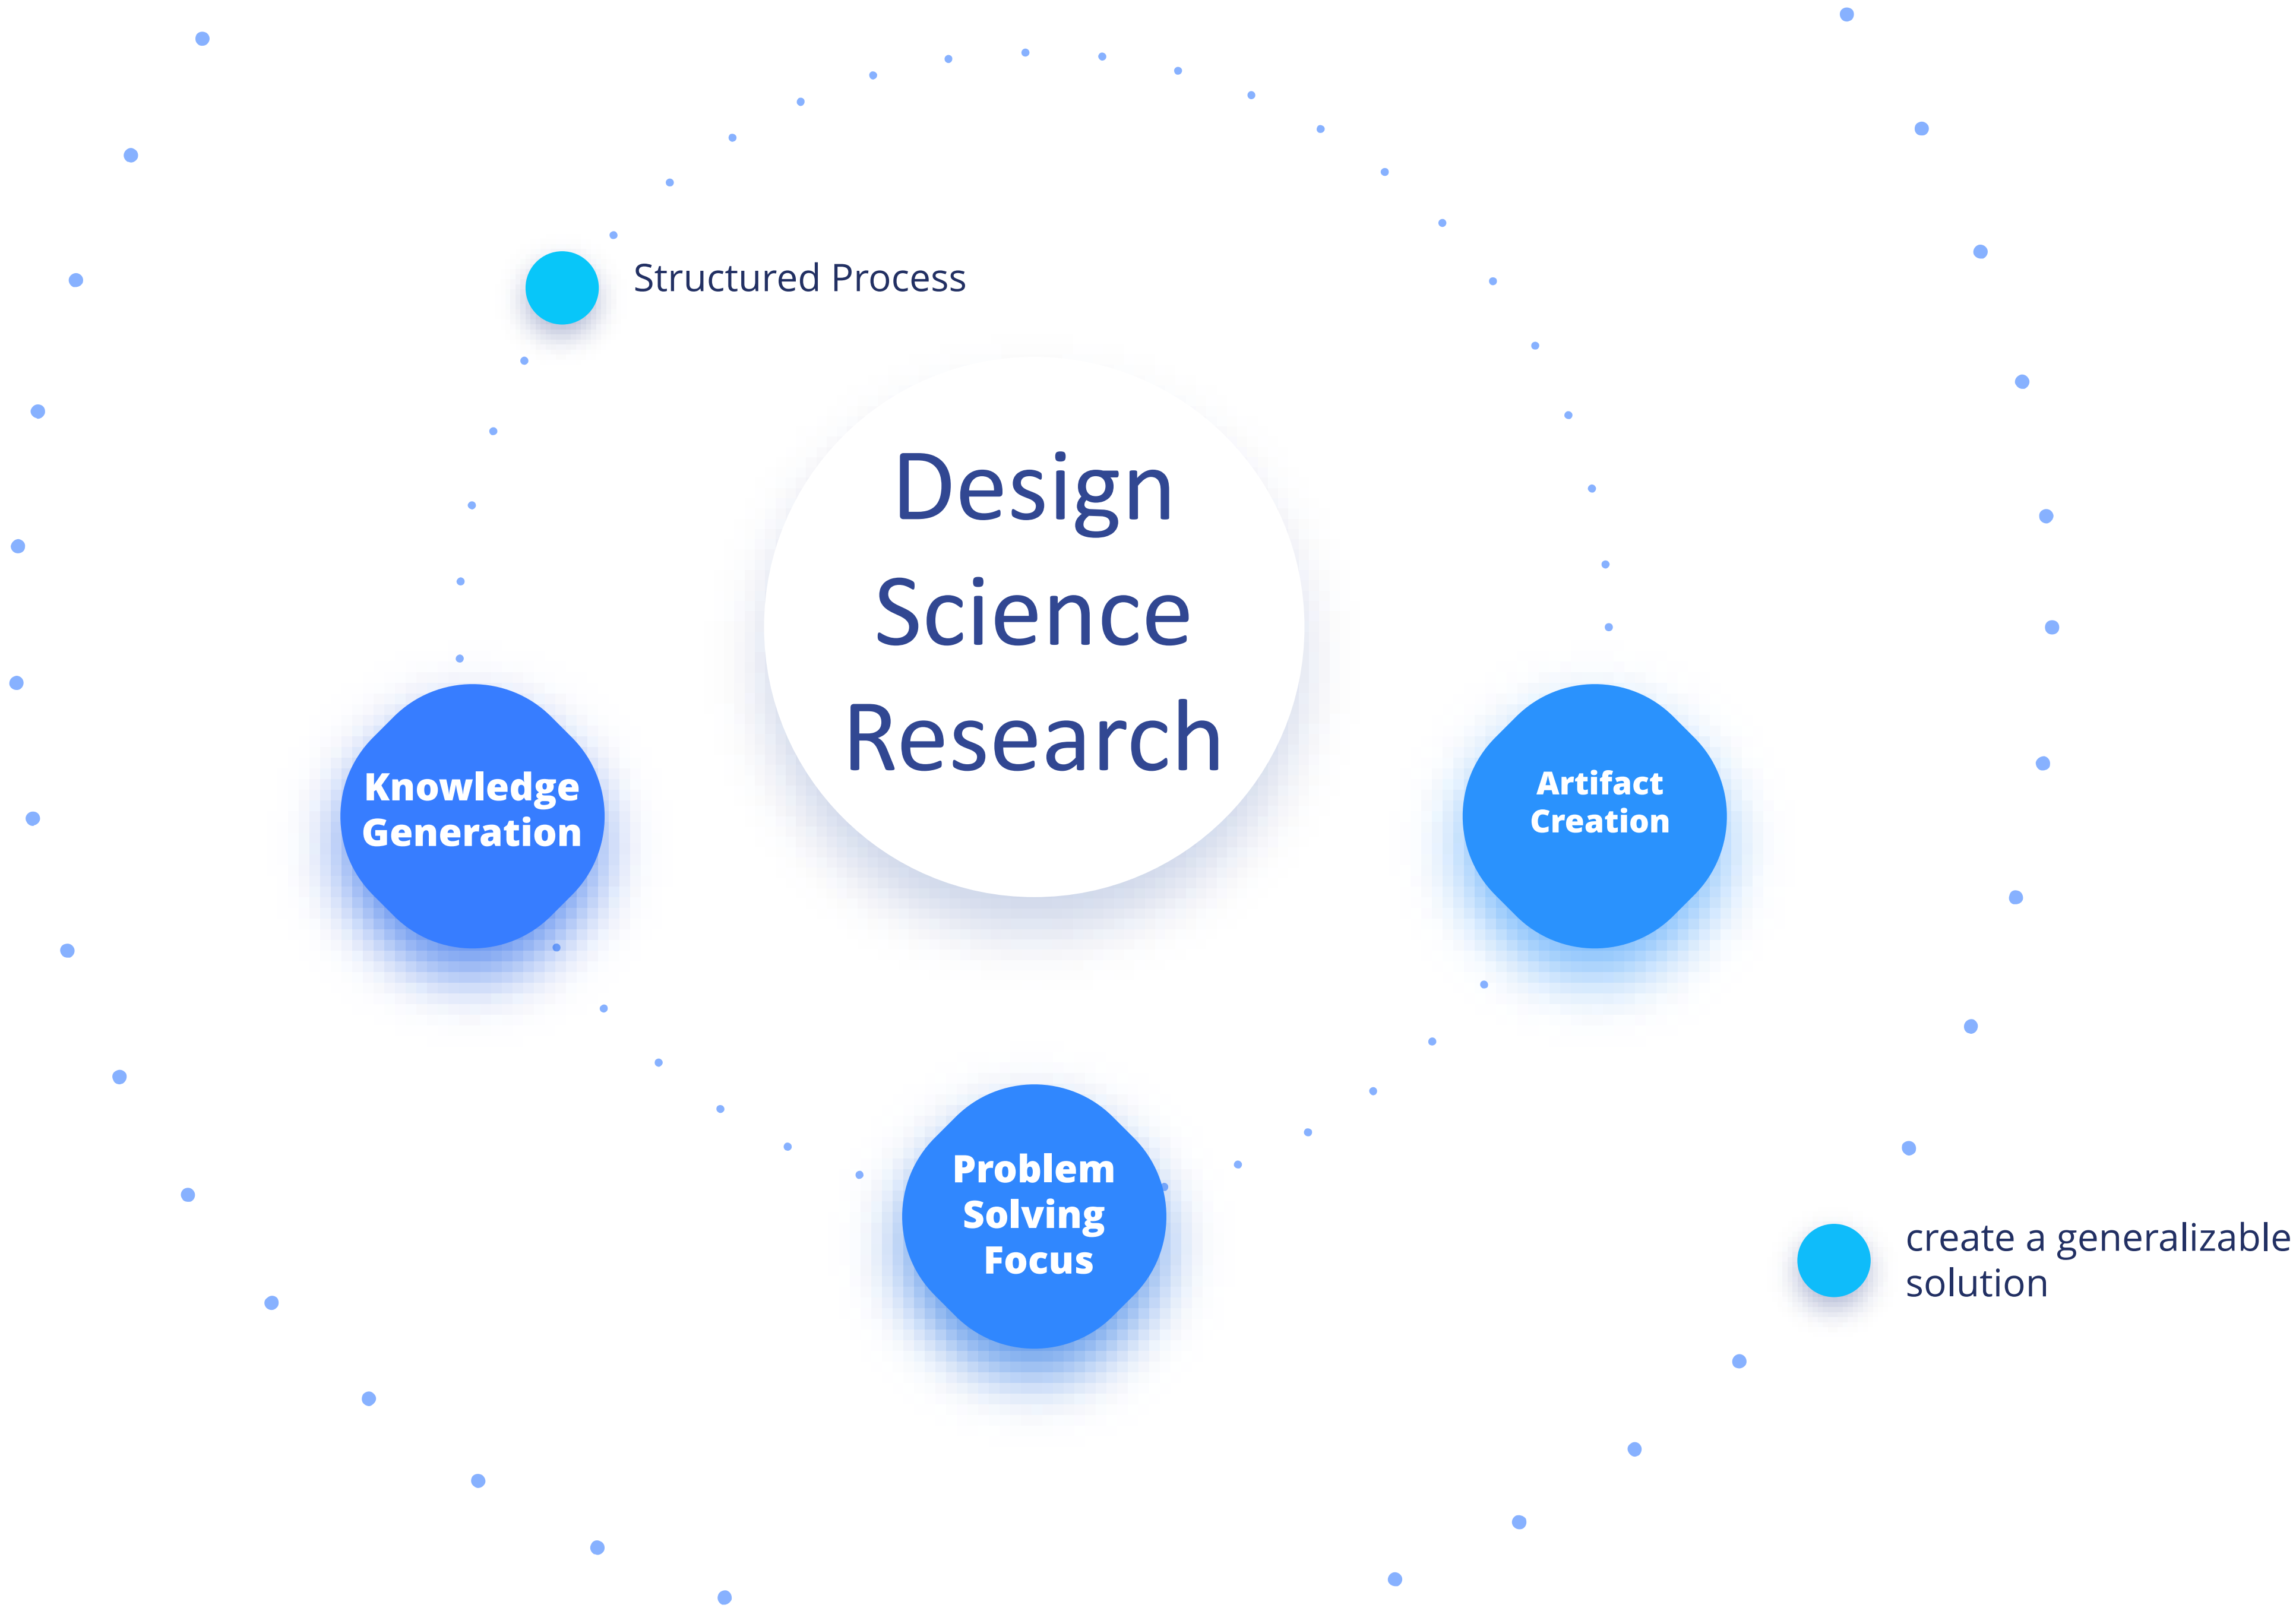 Structured Process
Design
Science
Research
Knowledge
Generation
Artifact
Creation
Problem
Solving
Focus
create a generalizable
solution